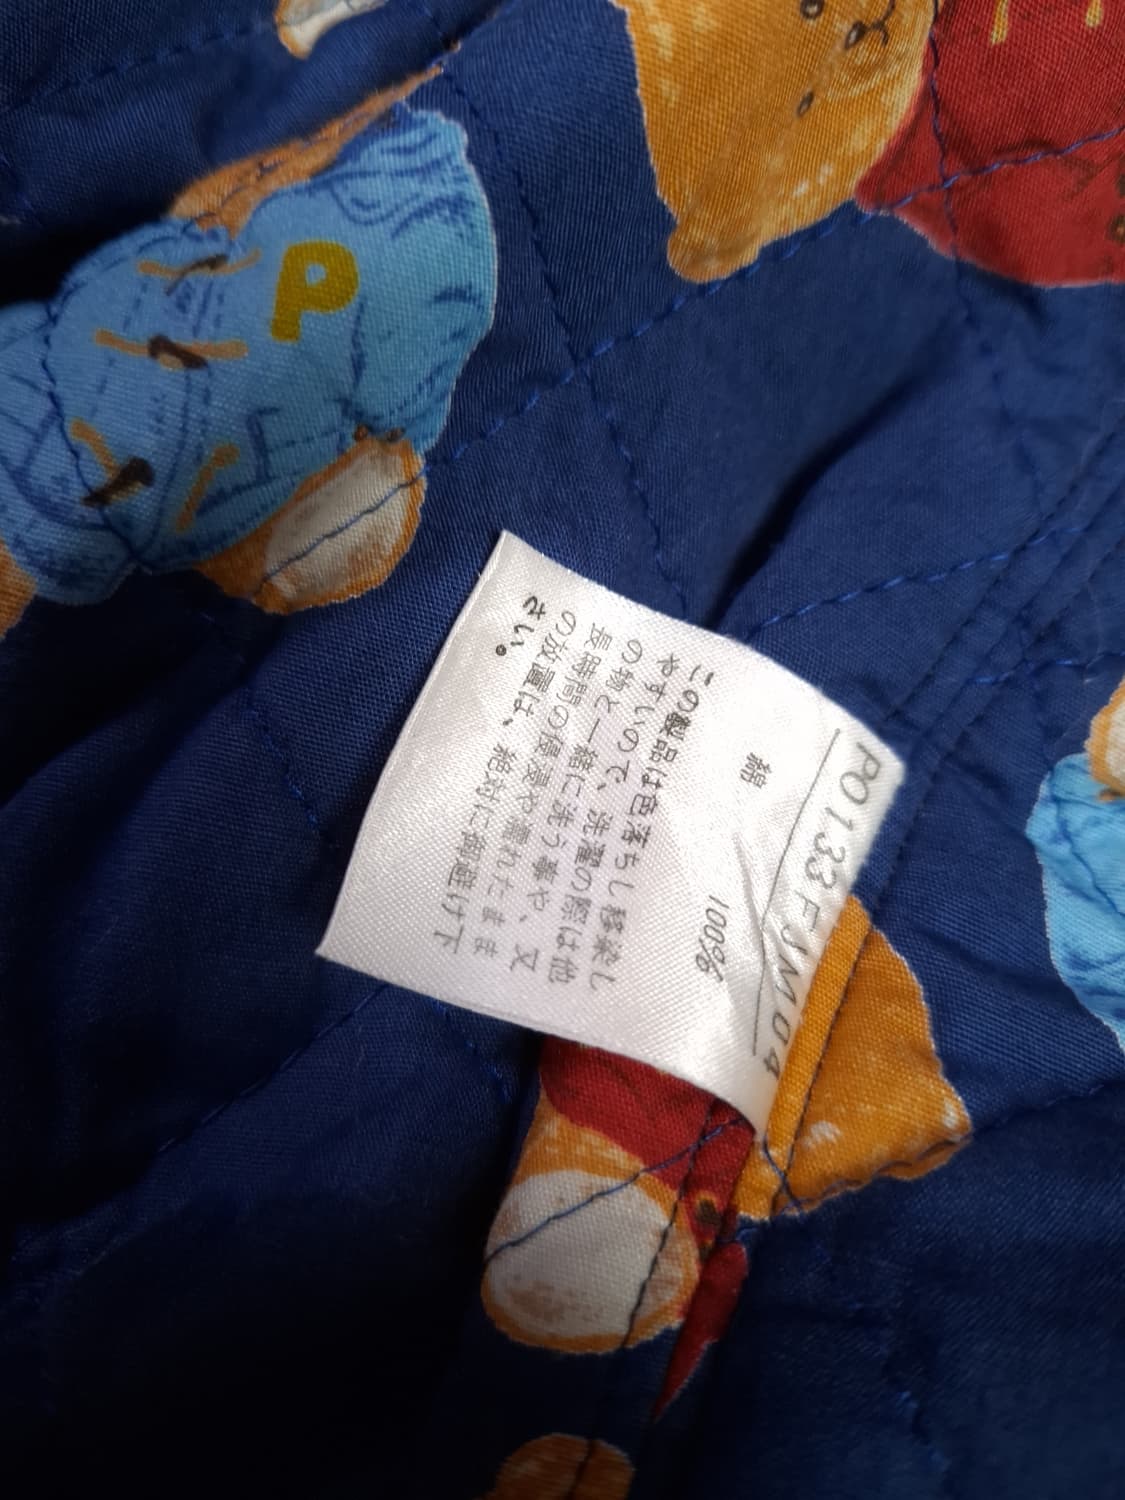 P0133FJM04
綿 100%
この製品は色落ちし移染し
やすいので、洗濯の際は他
の物と一緒に洗う事や、又
長時間の浸漬や濡れたまま
の放置は、絶対に御避け下
さい。
P